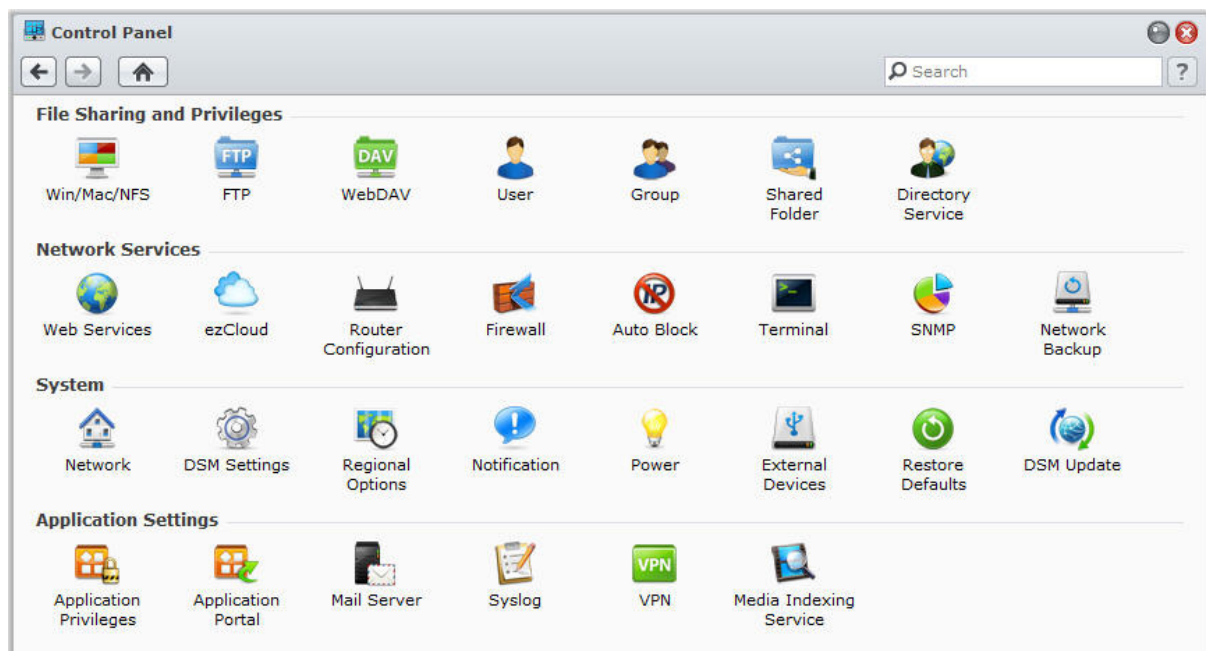 Control Panel
Search
?
File Sharing and Privileges
FTP
DAV
Win/Mac/NFS
FTP
WebDAV
User
Group
Shared
Folder
Directory
Service
Network Services
IP
>_
Web Services
ezCloud
Router
Configuration
Firewall
Auto Block
Terminal
SNMP
Network
Backup
System
!
Network
DSM Settings
Regional
Options
Notification
Power
External
Devices
Restore
Defaults
DSM Update
Application Settings
VPN
Application
Privileges
Application
Portal
Mail Server
Syslog
VPN
Media Indexing
Service